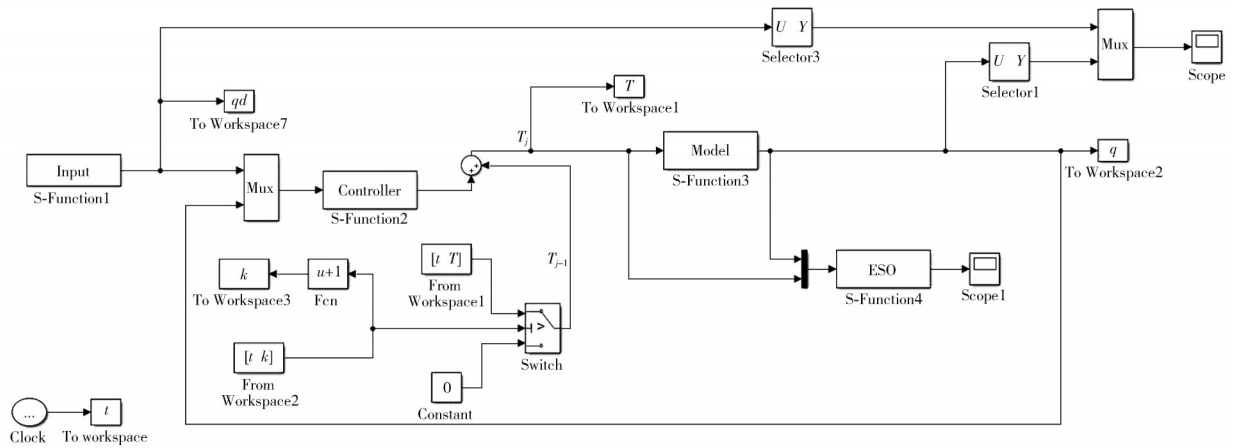 U Y
Selector3
Mux
Scope
U Y
Selector1
qd
To Workspace7
T
To Workspace1
T_j
Input
S-Function1
Mux
Controller
S-Function2
+
+
Model
S-Function3
q
To Workspace2
k
To Workspace3
u+1
Fcn
[t T]
From
Workspace1
T_{j-1}
ESO
S-Function4
Scope1
[t k]
From
Workspace2
>
Switch
0
Constant
...
Clock
t
To workspace